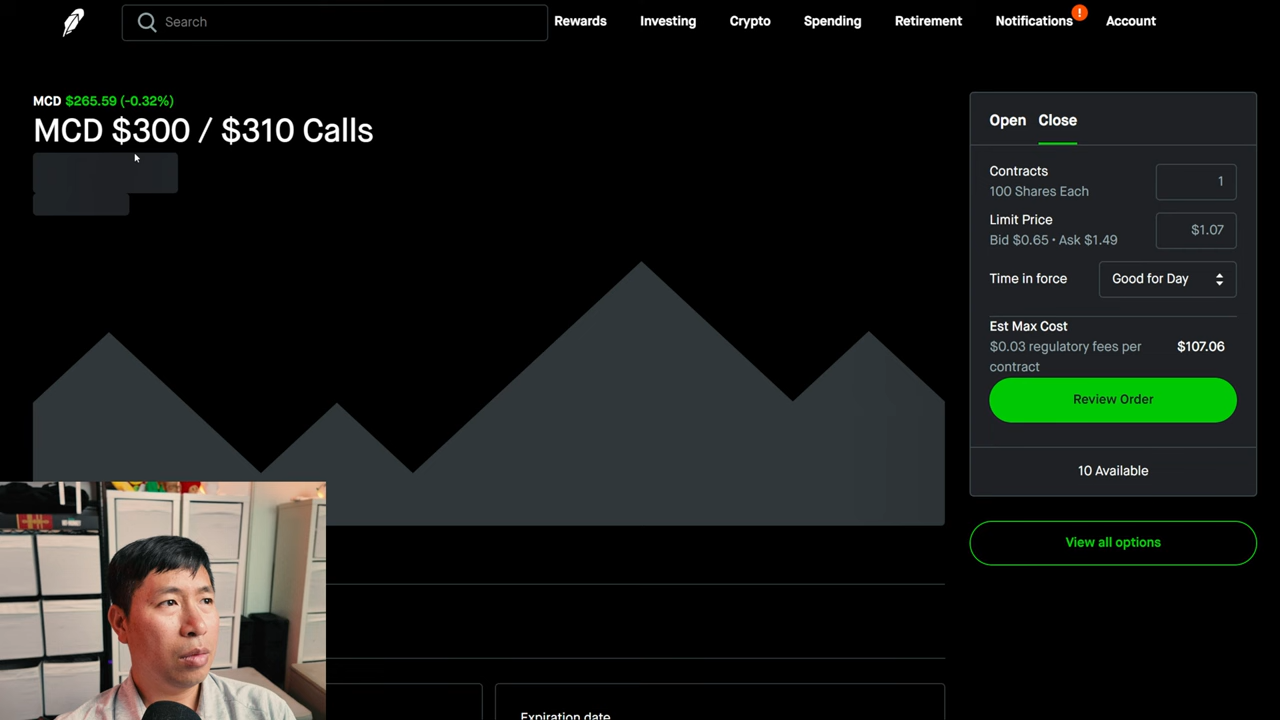 Search
Rewards
Investing
Crypto
Spending
Retirement
Notifications
!
Account
MCD $265.59 (-0.32%)
MCD $300 / $310 Calls
Open
Close
Contracts
100 Shares Each
1
Limit Price
Bid $0.65 • Ask $1.49
$1.07
Time in force
Good for Day
Est Max Cost
$0.03 regulatory fees per
contract
$107.06
Review Order
10 Available
View all options
Expiration date